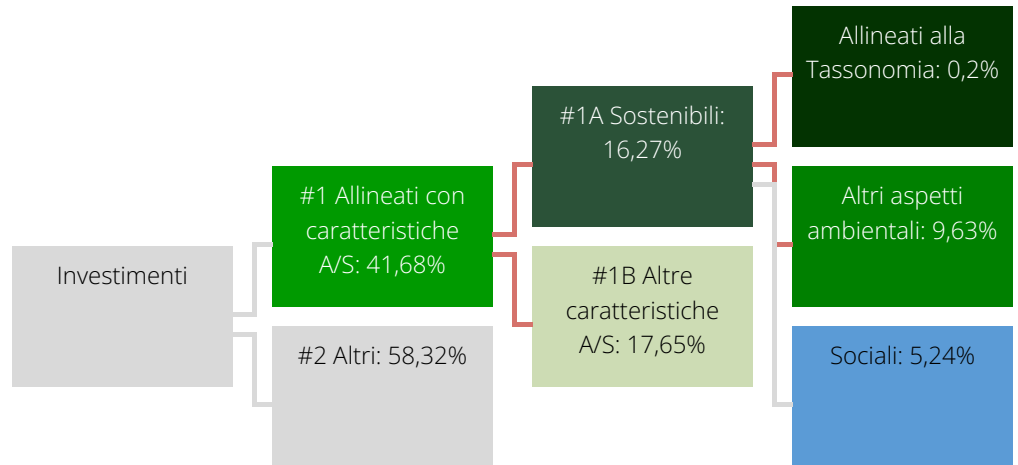 Investimenti
#1 Allineati con
caratteristiche
A/S: 41,68%
#2 Altri: 58,32%
#1A Sostenibili:
16,27%
#1B Altre
caratteristiche
A/S: 17,65%
Allineati alla
Tassonomia: 0,2%
Altri aspetti
ambientali: 9,63%
Sociali: 5,24%